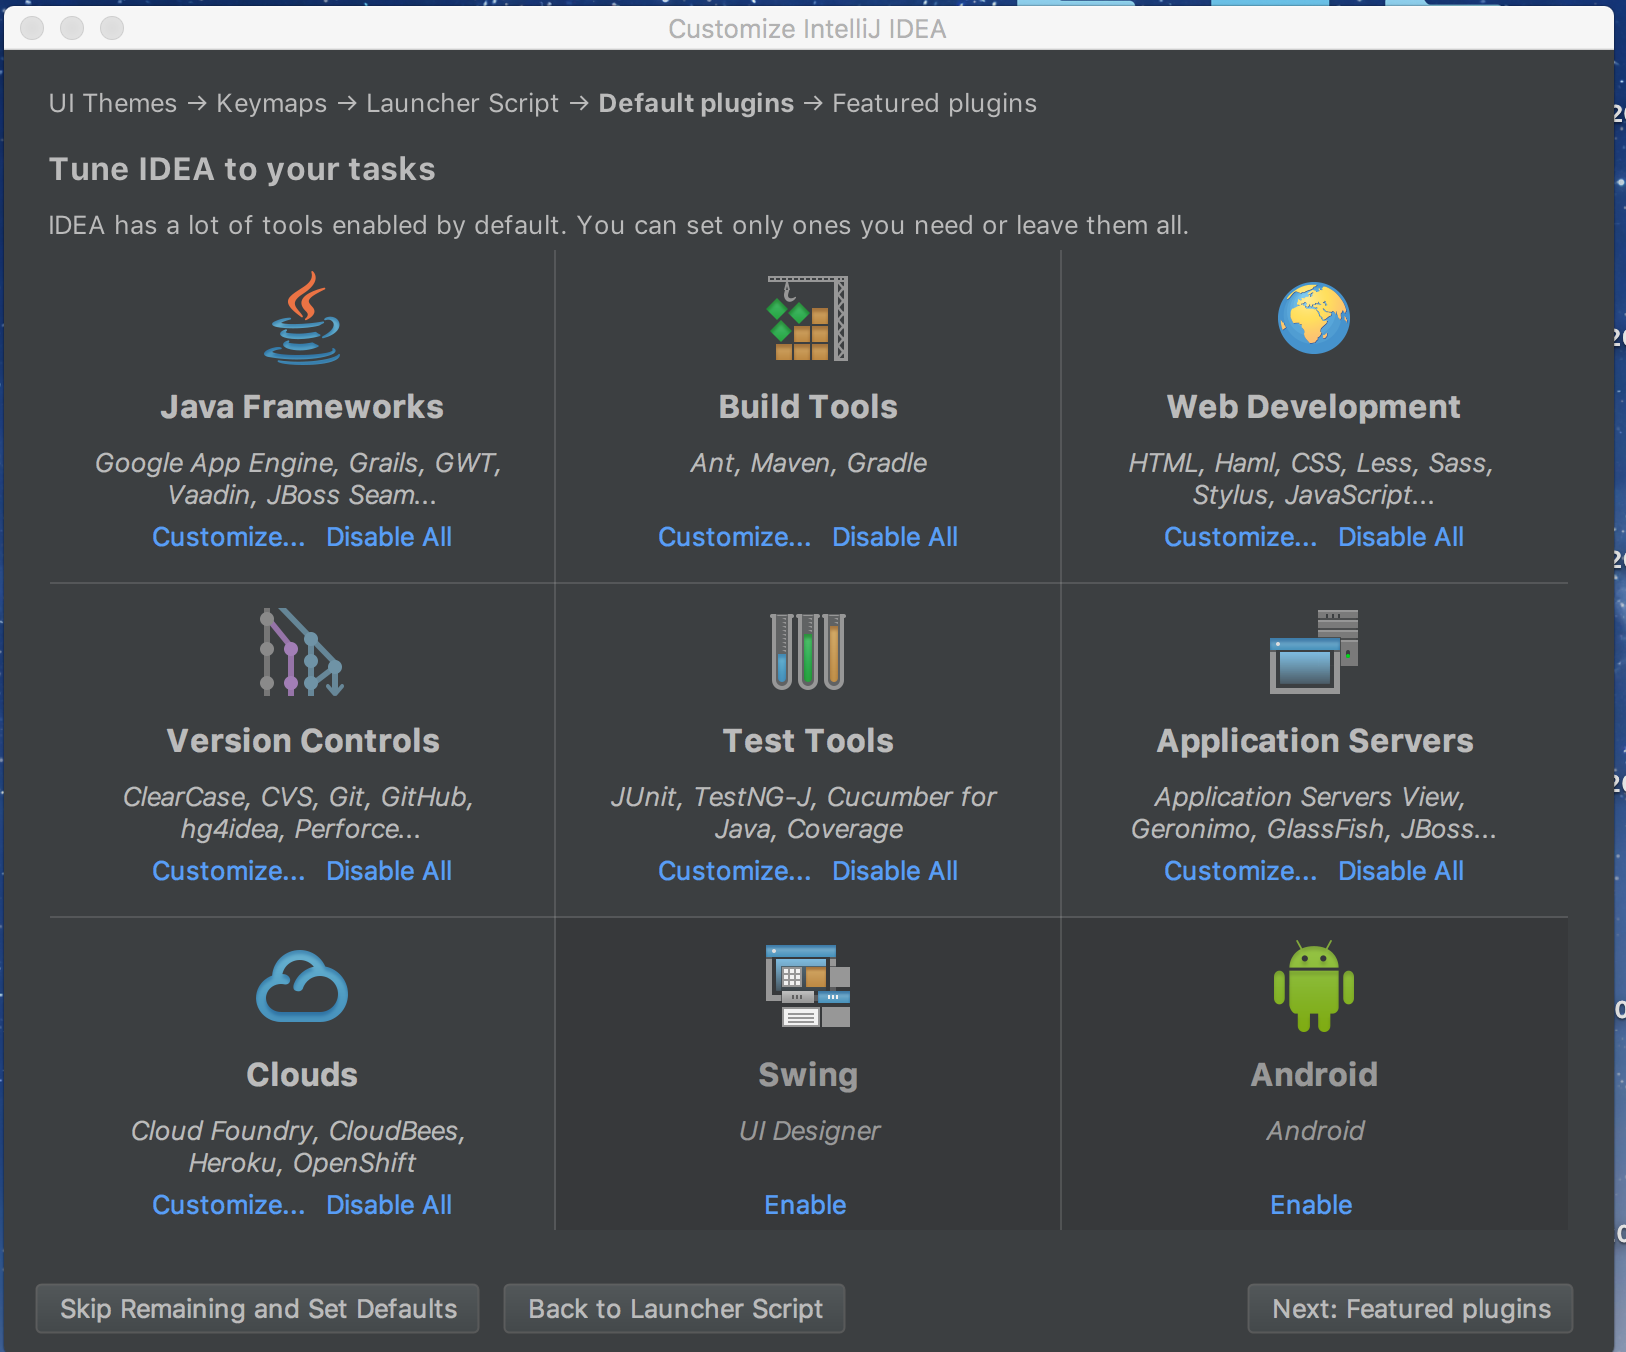 Customize IntelliJ IDEA
UI Themes → Keymaps → Launcher Script → Default plugins → Featured plugins
Tune IDEA to your tasks
IDEA has a lot of tools enabled by default. You can set only ones you need or leave them all.
Java Frameworks
Google App Engine, Grails, GWT,
Vaadin, JBoss Seam...
Customize... Disable All
Build Tools
Ant, Maven, Gradle
Customize... Disable All
Web Development
HTML, Haml, CSS, Less, Sass,
Stylus, JavaScript...
Customize... Disable All
Version Controls
ClearCase, CVS, Git, GitHub,
hg4idea, Perforce...
Customize... Disable All
Test Tools
JUnit, TestNG-J, Cucumber for
Java, Coverage
Customize... Disable All
Application Servers
Application Servers View,
Geronimo, GlassFish, JBoss...
Customize... Disable All
Clouds
Cloud Foundry, CloudBees,
Heroku, OpenShift
Customize... Disable All
Swing
UI Designer
Enable
Android
Android
Enable
Skip Remaining and Set Defaults
Back to Launcher Script
Next: Featured plugins